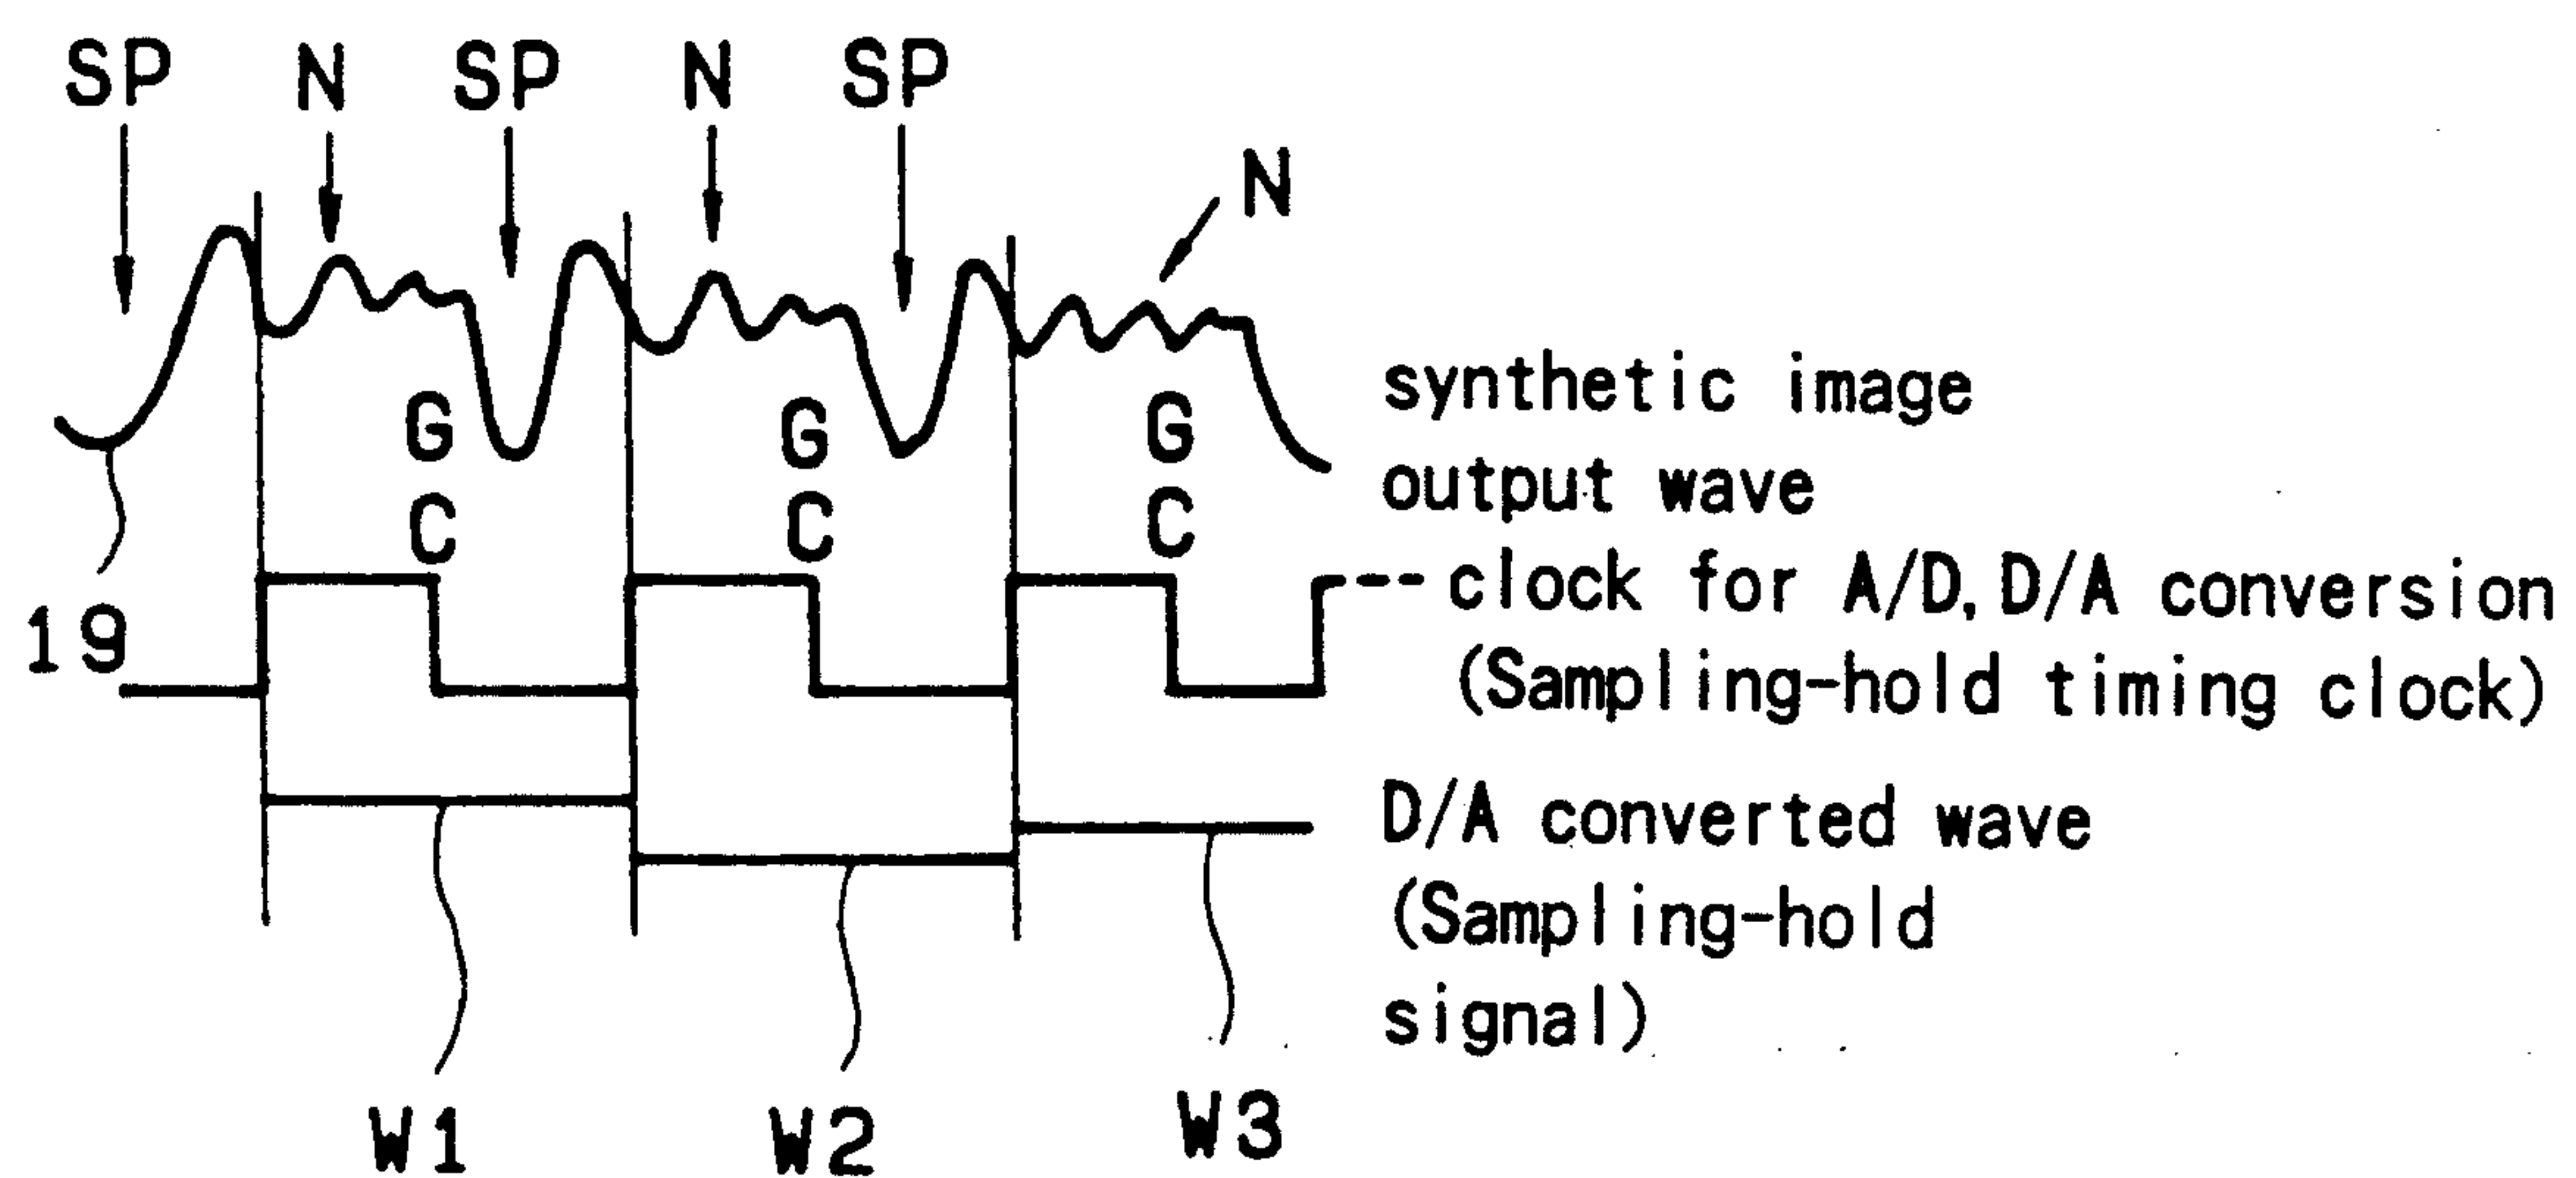 SP N SP N SP
N
synthetic image
output wave
G G G
C C C
clock for A/D, D/A conversion
(Sampling-hold timing clock)
19
D/A converted wave
(Sampling-hold
signal)
W1 W2 W3